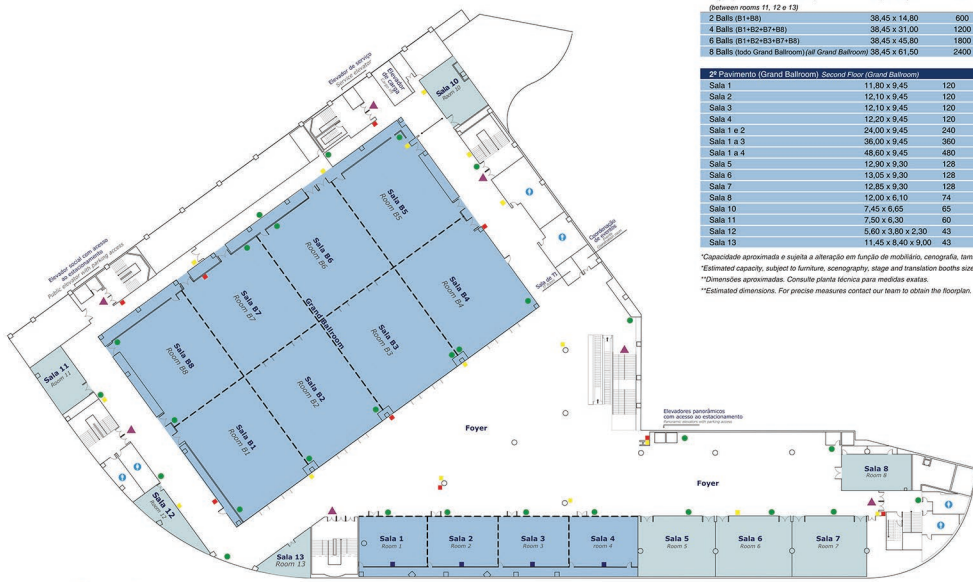 (between rooms 11, 12 e 13)
2 Balls (B1+B8) 38,45 x 14,80 600
4 Balls (B1+B2+B7+B8) 38,45 x 31,00 1200
6 Balls (B1+B2+B3+B7+B8) 38,45 x 45,80 1800
8 Balls (todo Grand Ballroom) (all Grand Ballroom) 38,45 x 61,50 2400
2º Pavimento (Grand Ballroom) Second Floor (Grand Ballroom)
Sala 1 11,80 x 9,45 120
Sala 2 12,10 x 9,45 120
Sala 3 12,10 x 9,45 120
Sala 4 12,20 x 9,45 120
Sala 1 e 2 24,00 x 9,45 240
Sala 1 a 3 36,00 x 9,45 360
Sala 1 a 4 48,60 x 9,45 480
Sala 5 12,90 x 9,30 128
Sala 6 13,05 x 9,30 128
Sala 7 12,85 x 9,30 128
Sala 8 12,00 x 6,10 74
Sala 10 7,45 x 6,65 65
Sala 11 7,50 x 6,30 60
Sala 12 5,60 x 3,80 x 2,30 43
Sala 13 11,45 x 8,40 x 9,00 43
*Capacidade aproximada e sujeita a alteração em função de mobiliário, cenografia, tam
*Estimated capacity, subject to furniture, scenography, stage and translation booths size
**Dimensões aproximadas. Consulte planta técnica para medidas exatas.
**Estimated dimensions. For precise measures contact our team to obtain the floorplan.
Elevador de serviço
Service elevator
Elevador
de carga
Sala 10
Room 10
Elevador social com acesso
ao estacionamento
Public elevator with parking access
Coordenação
de eventos
Sala de TI
Sala B5
Room B5
Sala B6
Room B6
Sala B7
Room B7
Sala B8
Room B8
Grand Ballroom
Sala B4
Room B4
Sala B3
Room B3
Sala B2
Room B2
Sala B1
Room B1
Sala 11
Room 11
Sala 12
Room 12
Sala 13
Room 13
Foyer
Elevadores panorâmicos
com acesso ao estacionamento
Panoramic elevators with parking access
Foyer
Sala 8
Room 8
Sala 1
Room 1
Sala 2
Room 2
Sala 3
Room 3
Sala 4
room 4
Sala 5
Room 5
Sala 6
Room 6
Sala 7
Room 7